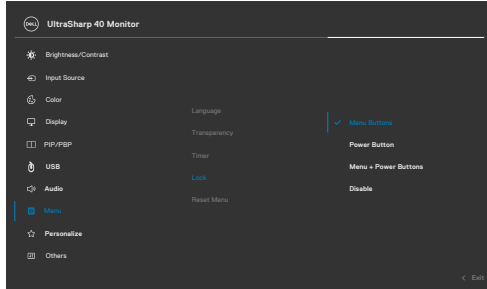 DELL UltraSharp 40 Monitor
Brightness/Contrast
Input Source
Color
Display
PIP/PBP
USB
Audio
Menu
Personalize
Others
Language
Transparency
Timer
Lock
Reset Menu
Menu Buttons
Power Button
Menu + Power Buttons
Disable
Exit